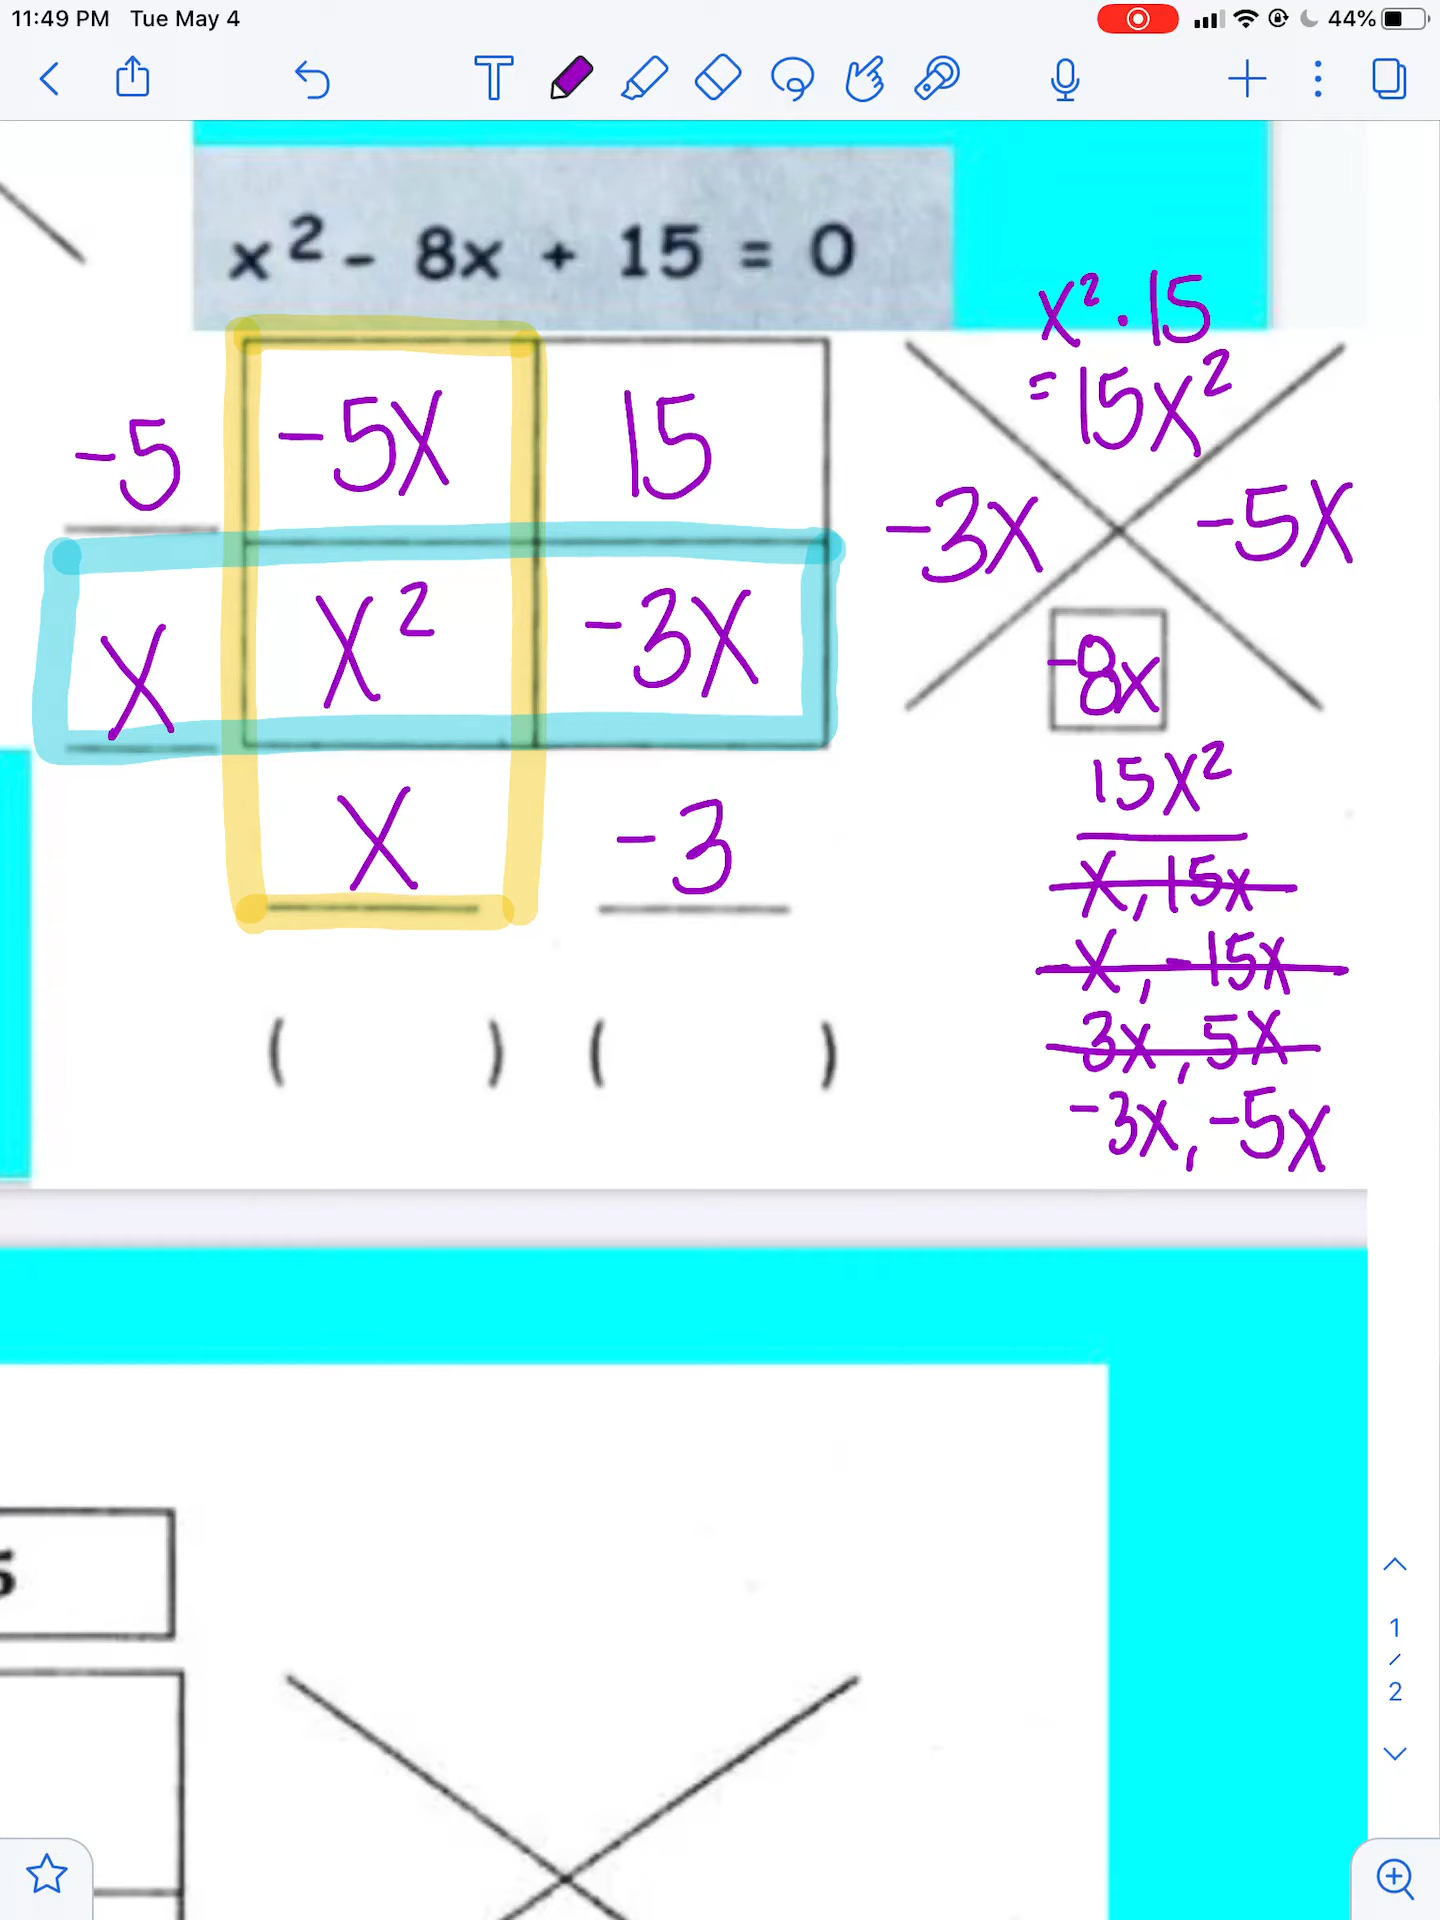 11:49 PM Tue May 4
44%
T
x² - 8x + 15 = 0
x² · 15
= 15x²
-5 -5x 15
-3x -5x
x x² -3x
-8x
x -3
15x²
x, 15x
-x, -15x
3x, 5x
-3x, -5x
( ) ( )
5
1
/
2